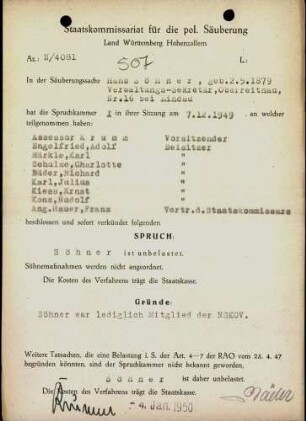 Staatskommissariat für die pol. Säuberung
Land Württemberg Hohenzollern
Az.: N/4081
507
L:
In der Säuberungssache Hans Söhner, geb.2.5.1879
Verwaltungs-Sekretär, Oberreitnau,
Nr.16 bei Lindau
hat die Spruchkammer I in ihrer Sitzung am 7.12.1949 , an welcher
teilgenommen haben:
Assessor Krumm Vorsitzender
Engelfried, Adolf Beisitzer
Märkle, Karl "
Schulze, Charlotte "
Mäder, Richard "
Karl, Julius "
Kiess, Ernst "
Konz, Rudolf "
Ang. Hauer, Franz Vertr.d.Staatskommissars
beschlossen und sofort verkündet folgenden
SPRUCH:
Söhner ist unbelastet.
Sühnemaßnahmen werden nicht angeordnet.
Die Kosten des Verfahrens trägt die Staatskasse.
Gründe:
Söhner war lediglich Mitglied der NSKOV.
Weitere Tatsachen, die eine Belastung i. S. der Art. 4–7 der RAO vom 28. 4. 47
begründen könnten, sind der Spruchkammer nicht bekannt geworden.
Söhner ist daher unbelastet.
Die Kosten des Verfahrens trägt die Staatskasse.
4. Jan. 1950